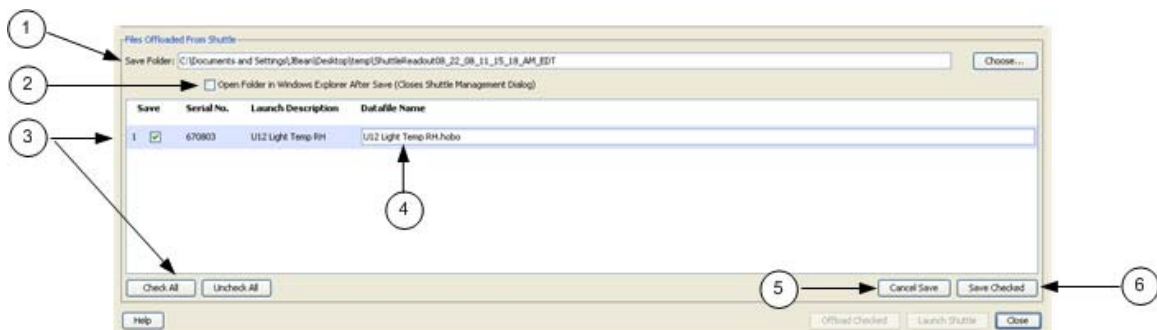 1
Files Offloaded From Shuttle
Save Folder: C:\Documents and Settings\JBean\Desktop\temp\ShuttleReadout08_22_08_11_15_18_AM_EDT Choose...
2
Open Folder in Windows Explorer After Save (Closes Shuttle Management Dialog)
Save Serial No. Launch Description Datafile Name
3
1 670803 U12 Light Temp RH U12 Light Temp RH.hobo
4
Check All Uncheck All 5 Cancel Save Save Checked 6
Help Offload Checked Launch Shuttle Close